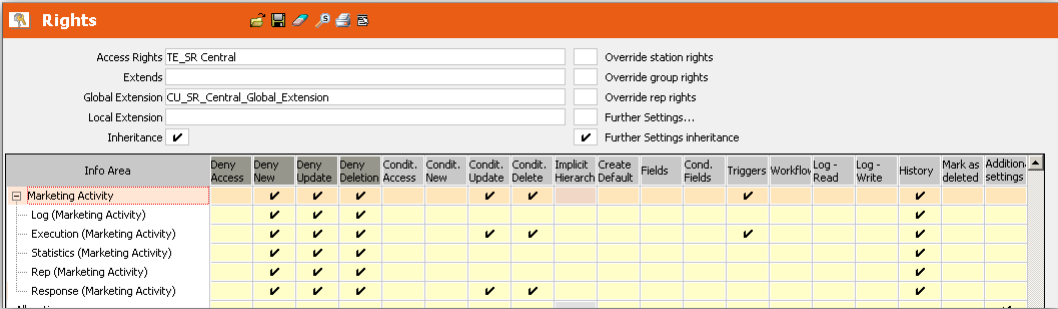 Rights
Access Rights TE_SR Central Override station rights
Extends Override group rights
Global Extension CU_SR_Central_Global_Extension Override rep rights
Local Extension Further Settings...
Inheritance ✔ ✔ Further Settings inheritance
Info Area Deny Access Deny New Deny Update Deny Deletion Condit. Access Condit. New Condit. Update Condit. Delete Implicit Hierarch Create Default Fields Cond. Fields Triggers Workflow Log - Read Log - Write History Mark as deleted Addition settings
Marketing Activity ✔ ✔ ✔ ✔ ✔ ✔ ✔
Log (Marketing Activity) ✔ ✔ ✔ ✔
Execution (Marketing Activity) ✔ ✔ ✔ ✔ ✔ ✔ ✔
Statistics (Marketing Activity) ✔ ✔ ✔ ✔
Rep (Marketing Activity) ✔ ✔ ✔ ✔
Response (Marketing Activity) ✔ ✔ ✔ ✔ ✔ ✔